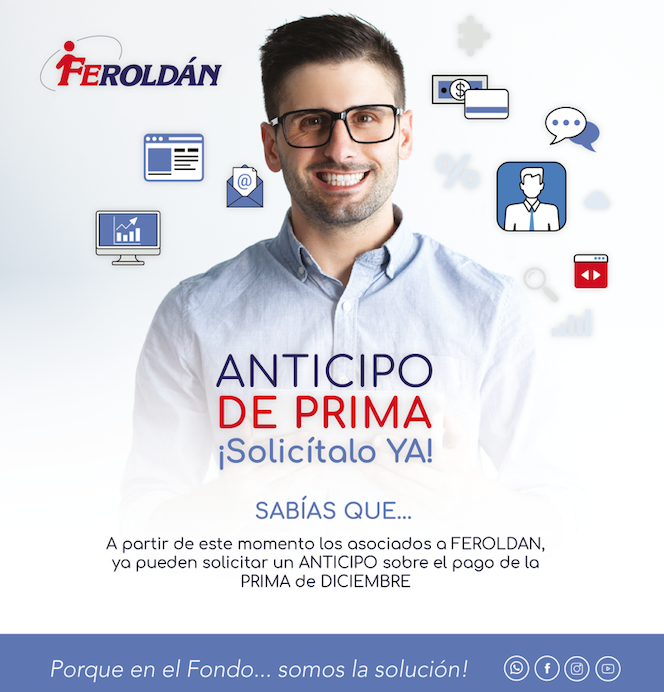 FEROLDÁN
@
$
ANTICIPO
DE PRIMA
¡Solicítalo YA!
SABÍAS QUE...
A partir de este momento los asociados a FEROLDAN,
ya pueden solicitar un ANTICIPO sobre el pago de la
PRIMA de DICIEMBRE
Porque en el Fondo... somos la solución!